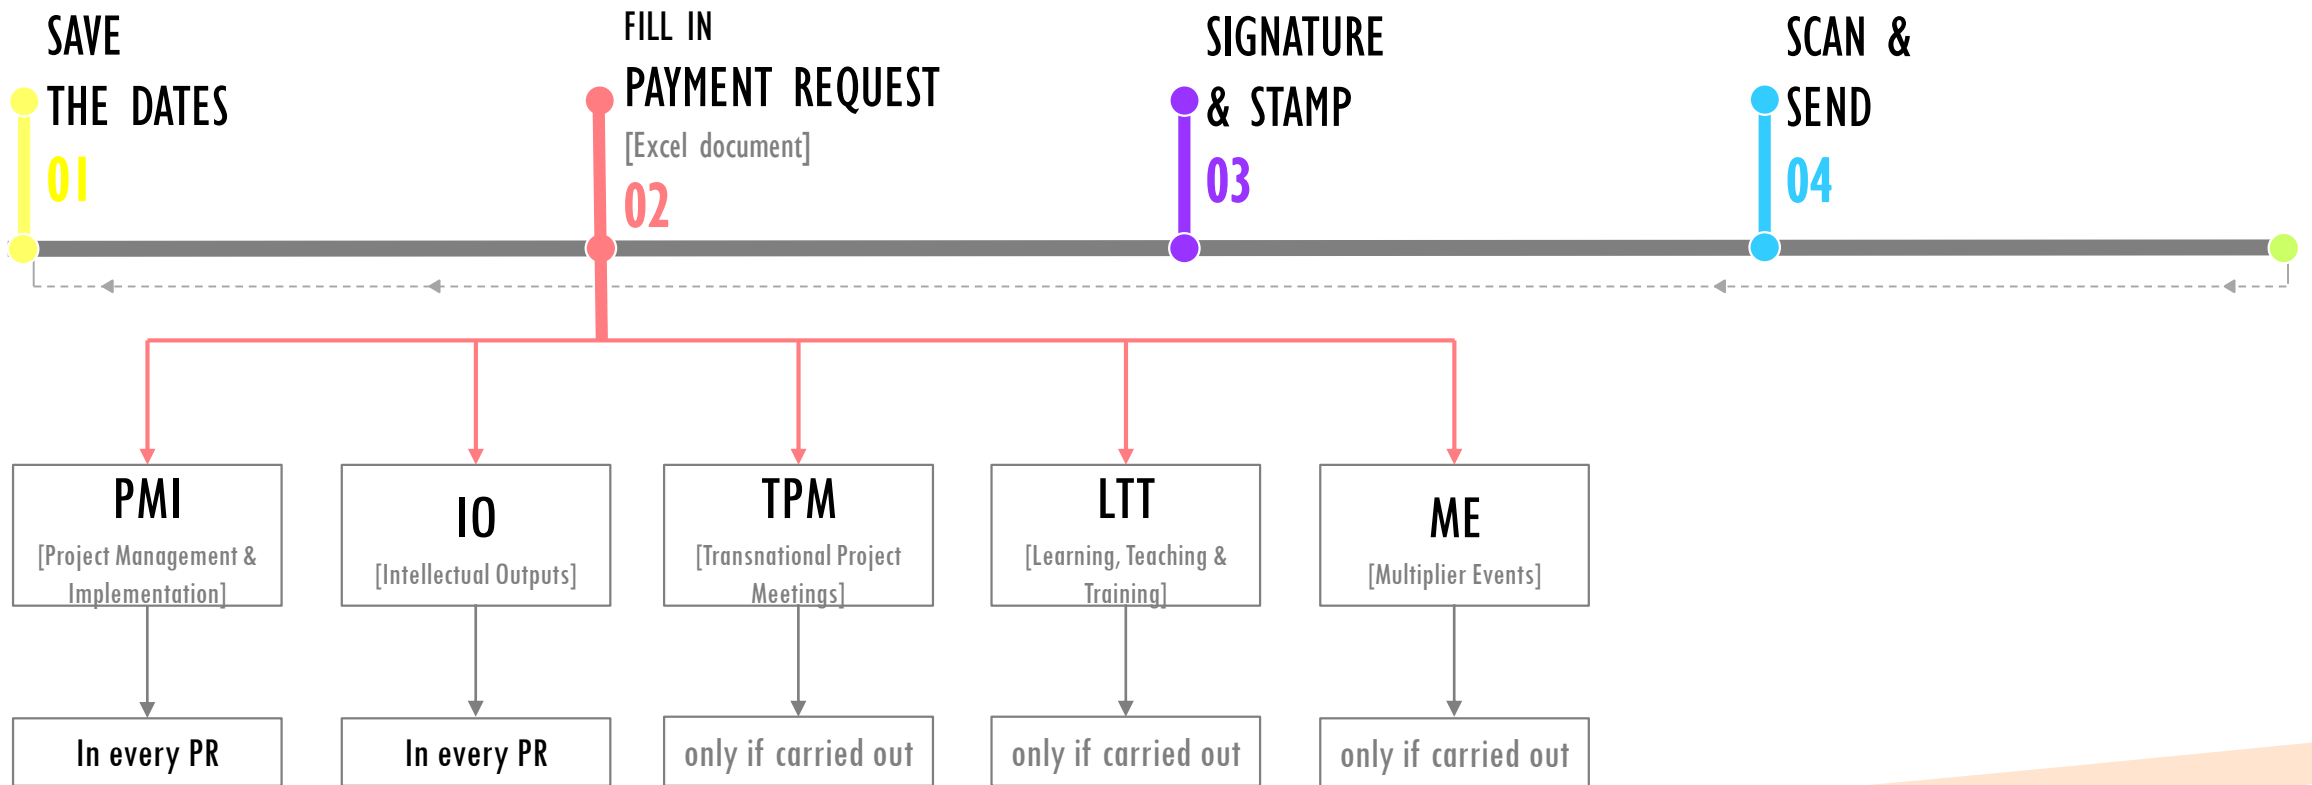 SAVE
THE DATES
01
FILL IN
PAYMENT REQUEST
[Excel document]
02
SIGNATURE
& STAMP
03
SCAN &
SEND
04
PMI
[Project Management &
Implementation]
IO
[Intellectual Outputs]
TPM
[Transnational Project
Meetings]
LTT
[Learning, Teaching &
Training]
ME
[Multiplier Events]
In every PR
In every PR
only if carried out
only if carried out
only if carried out